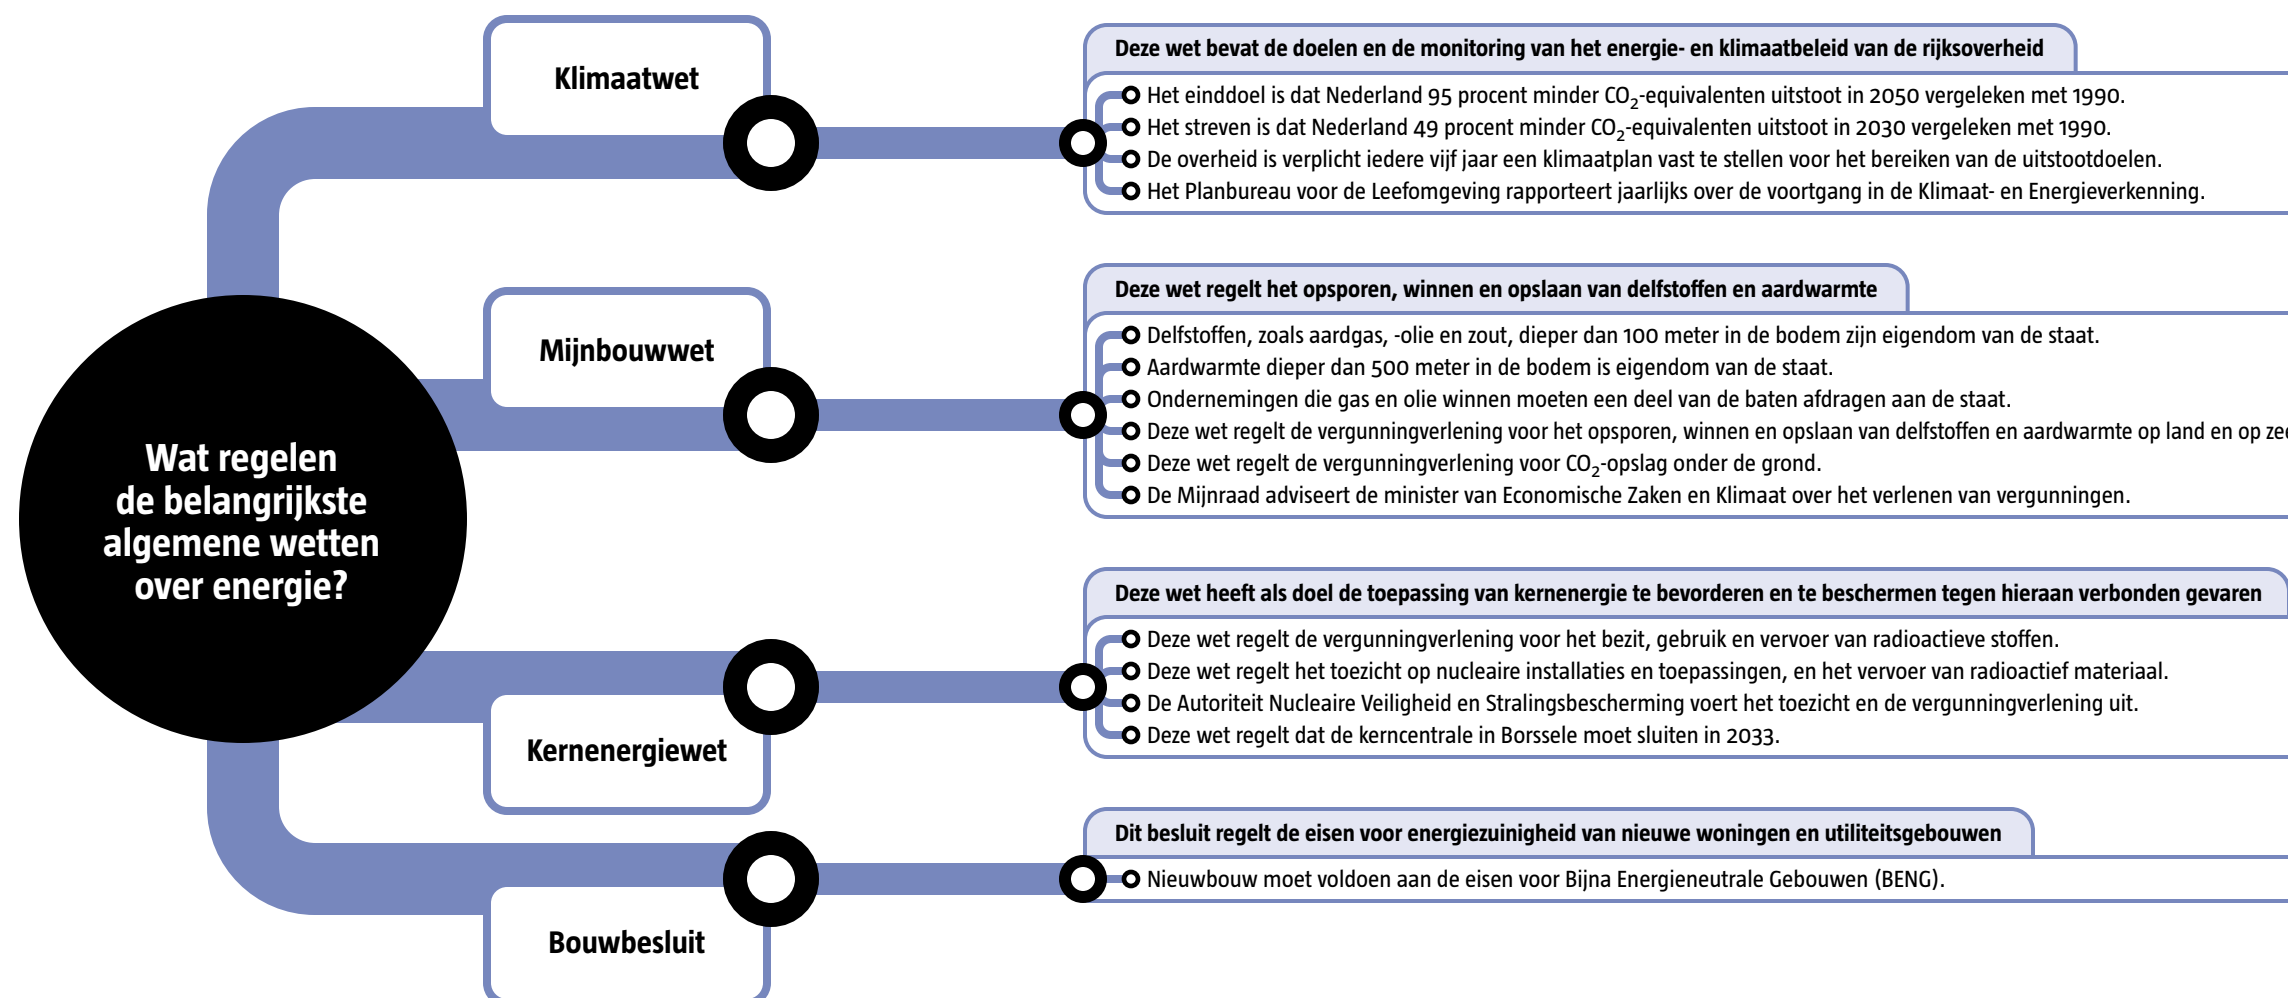 Wat regelen
de belangrijkste
algemene wetten
over energie?
Klimaatwet
Deze wet bevat de doelen en de monitoring van het energie- en klimaatbeleid van de rijksoverheid
Het einddoel is dat Nederland 95 procent minder CO₂-equivalenten uitstoot in 2050 vergeleken met 1990.
Het streven is dat Nederland 49 procent minder CO₂-equivalenten uitstoot in 2030 vergeleken met 1990.
De overheid is verplicht iedere vijf jaar een klimaatplan vast te stellen voor het bereiken van de uitstootdoelen.
Het Planbureau voor de Leefomgeving rapporteert jaarlijks over de voortgang in de Klimaat- en Energieverkenning.
Mijnbouwwet
Deze wet regelt het opsporen, winnen en opslaan van delfstoffen en aardwarmte
Delfstoffen, zoals aardgas, -olie en zout, dieper dan 100 meter in de bodem zijn eigendom van de staat.
Aardwarmte dieper dan 500 meter in de bodem is eigendom van de staat.
Ondernemingen die gas en olie winnen moeten een deel van de baten afdragen aan de staat.
Deze wet regelt de vergunningverlening voor het opsporen, winnen en opslaan van delfstoffen en aardwarmte op land en op zee
Deze wet regelt de vergunningverlening voor CO₂-opslag onder de grond.
De Mijnraad adviseert de minister van Economische Zaken en Klimaat over het verlenen van vergunningen.
Kernenergiewet
Deze wet heeft als doel de toepassing van kernenergie te bevorderen en te beschermen tegen hieraan verbonden gevaren
Deze wet regelt de vergunningverlening voor het bezit, gebruik en vervoer van radioactieve stoffen.
Deze wet regelt het toezicht op nucleaire installaties en toepassingen, en het vervoer van radioactief materiaal.
De Autoriteit Nucleaire Veiligheid en Stralingsbescherming voert het toezicht en de vergunningverlening uit.
Deze wet regelt dat de kerncentrale in Borssele moet sluiten in 2033.
Bouwbesluit
Dit besluit regelt de eisen voor energiezuinigheid van nieuwe woningen en utiliteitsgebouwen
Nieuwbouw moet voldoen aan de eisen voor Bijna Energieneutrale Gebouwen (BENG).